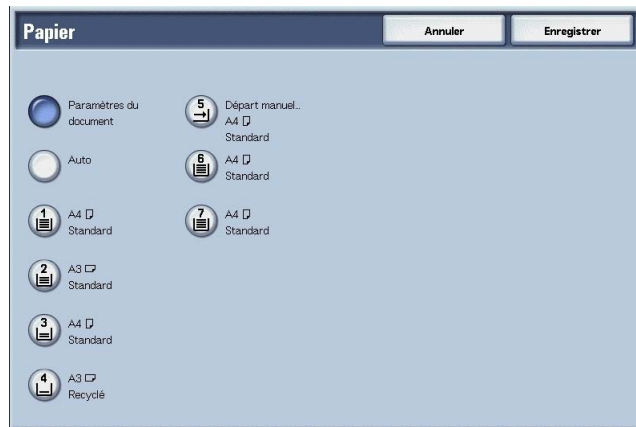 Papier
Annuler
Enregistrer
Paramètres du
document
Auto
1
A4
Standard
2
A3
Standard
3
A4
Standard
4
A3
Recyclé
5
Départ manuel...
A4
Standard
6
A4
Standard
7
A4
Standard